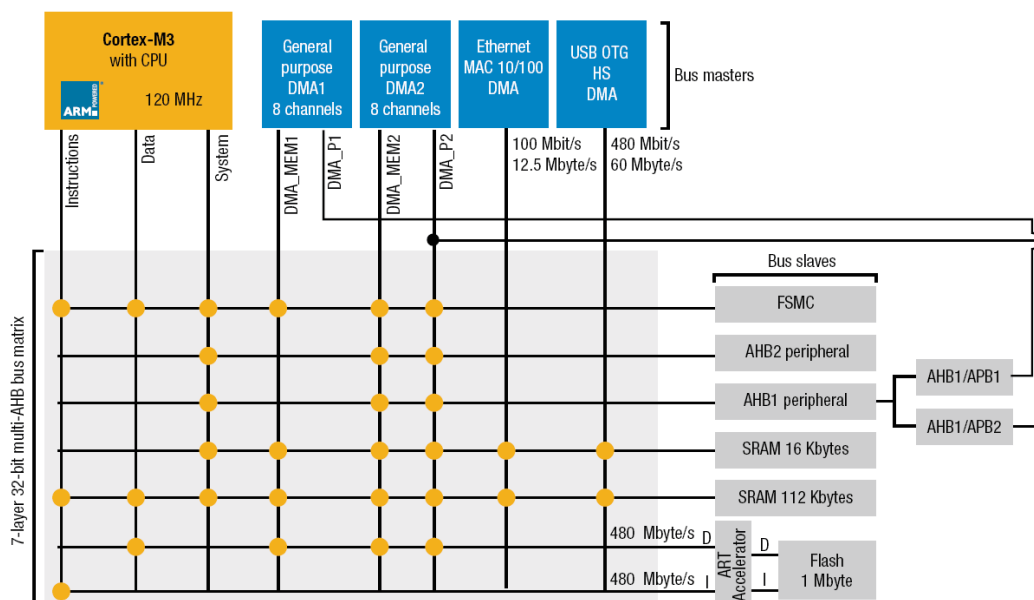 Cortex-M3
with CPU
ARM POWERED
120 MHz
General
purpose
DMA1
8 channels
General
purpose
DMA2
8 channels
Ethernet
MAC 10/100
DMA
USB OTG
HS
DMA
Bus masters
Instructions
Data
System
DMA_MEM1
DMA_P1
DMA_MEM2
DMA_P2
100 Mbit/s
12.5 Mbyte/s
480 Mbit/s
60 Mbyte/s
7-layer 32-bit multi-AHB bus matrix
Bus slaves
FSMC
AHB2 peripheral
AHB1 peripheral
AHB1/APB1
AHB1/APB2
SRAM 16 Kbytes
SRAM 112 Kbytes
480 Mbyte/s D
480 Mbyte/s I
ART
Accelerator
D
I
Flash
1 Mbyte